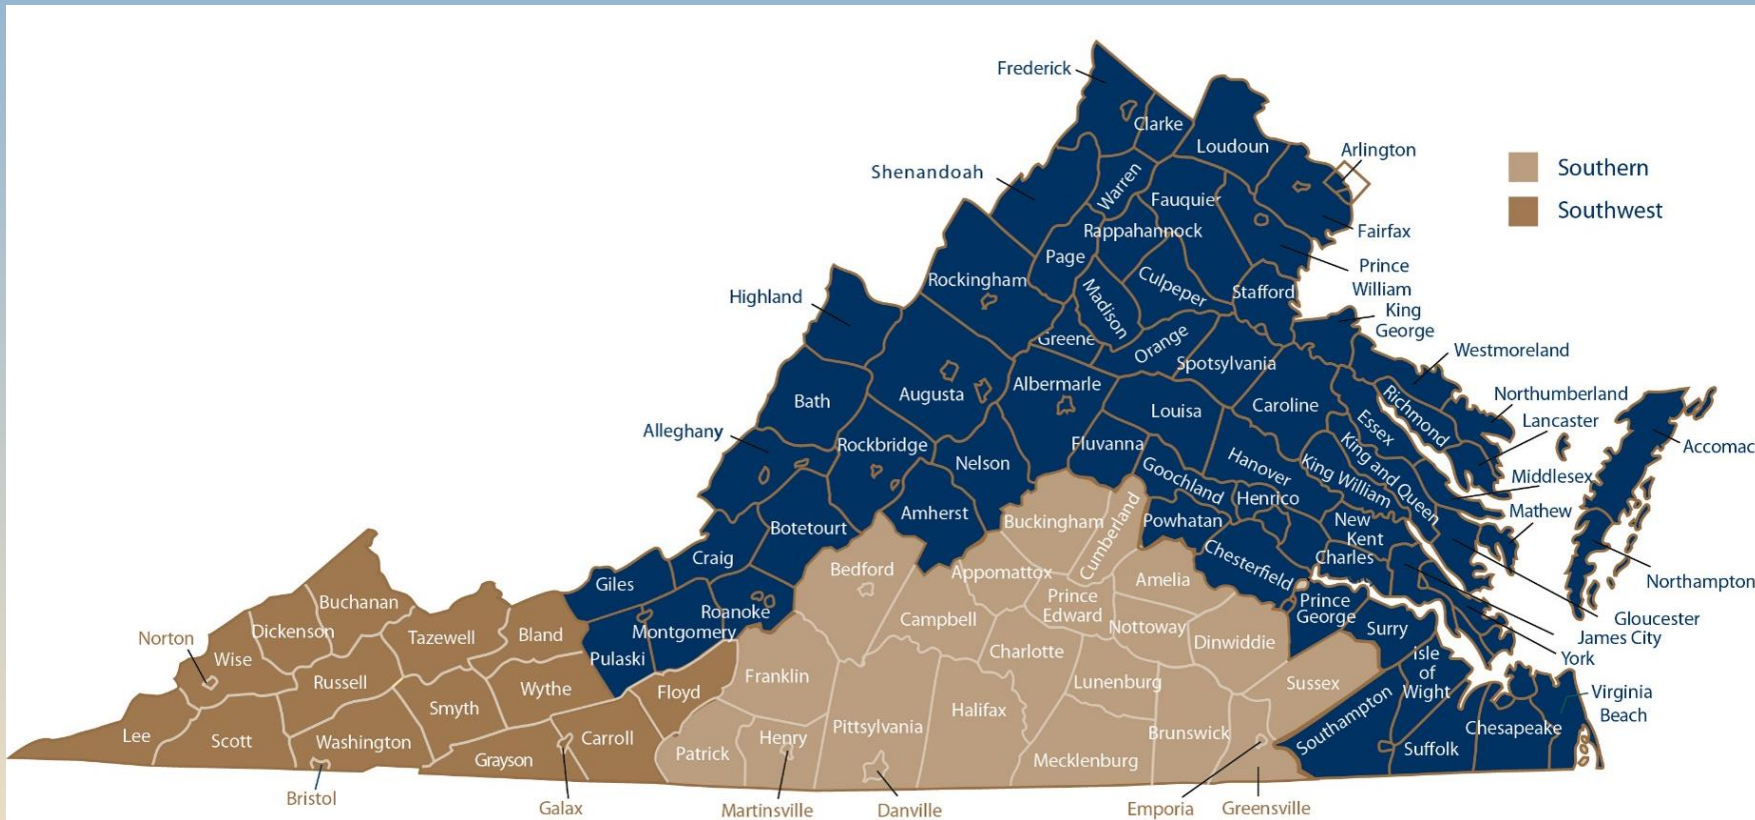 Frederick
Clarke
Loudoun
Arlington
Southern
Shenandoah
Warren
Fauquier
Southwest
Rappahannock
Fairfax
Page
Prince
William
Rockingham
Culpeper
Stafford
Highland
Madison
King
George
Greene
Orange
Westmoreland
Spotsylvania
Albermarle
Augusta
Northumberland
Bath
Louisa
Caroline
Richmond
Lancaster
Essex
Alleghany
Rockbridge
Fluvanna
Accomac
Nelson
Goochland
Hanover
King William
King and Queen
Middlesex
Henrico
Mathew
Botetourt
Amherst
Buckingham
Cumberland
Powhatan
New
Kent
Charles
Craig
Chesterfield
Bedford
Appomattox
Amelia
Northampton
Giles
Buchanan
Roanoke
Prince
Edward
Prince
George
Gloucester
Campbell
Nottoway
Dinwiddie
Surry
James City
Norton
Dickenson
Tazewell
Bland
Montgomery
Charlotte
Isle
of
Wight
York
Wise
Pulaski
Franklin
Russell
Wythe
Floyd
Lunenburg
Sussex
Virginia
Beach
Smyth
Halifax
Southampton
Pittsylvania
Brunswick
Chesapeake
Lee
Scott
Washington
Carroll
Henry
Patrick
Suffolk
Grayson
Mecklenburg
Bristol
Galax
Martinsville
Danville
Emporia
Greensville